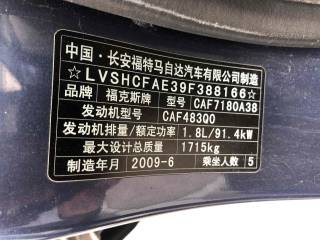 中国·长安福特马自达汽车有限公司制造
☆LVSHCFAE39F388166☆
品牌 福克斯牌 型号 CAF7180A38
发动机型号 CAF483Q0
发动机排量/额定功率 1.8L/91.4kW
最大设计总质量 1715kg
制造年月 2009-6 乘坐人数 5